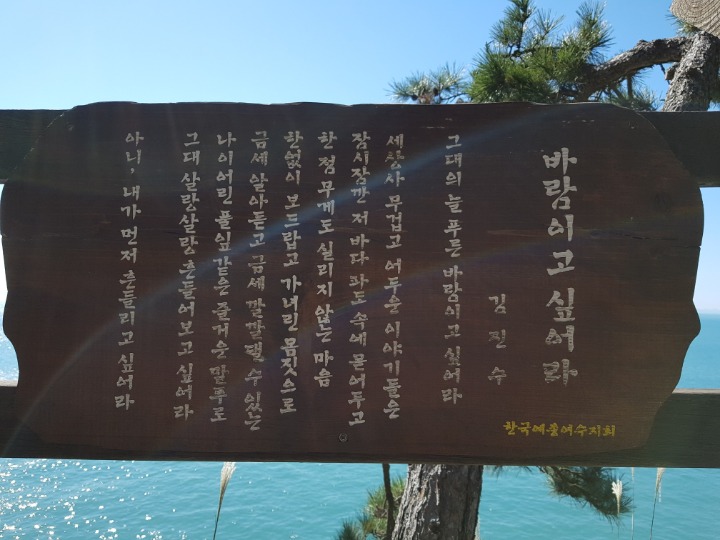 바람이고 싶어라
김진수
그대의 늘 푸른 바람이고 싶어라
세상사 무겁고 어두운 이야기들은
잠시잠깐 저 바다 파도 속에 묻어두고
한 점 무게도 실리지 않는 마음
한없이 보드랍고 가녀린 몸짓으로
금세 알아듣고 금세 깔깔댈 수 있는
나이어린 풀잎 같은 즐거운 말투로
그대 살랑살랑 흔들어보고 싶어라
아니, 내가 먼저 흔들리고 싶어라
한국예총여수지회